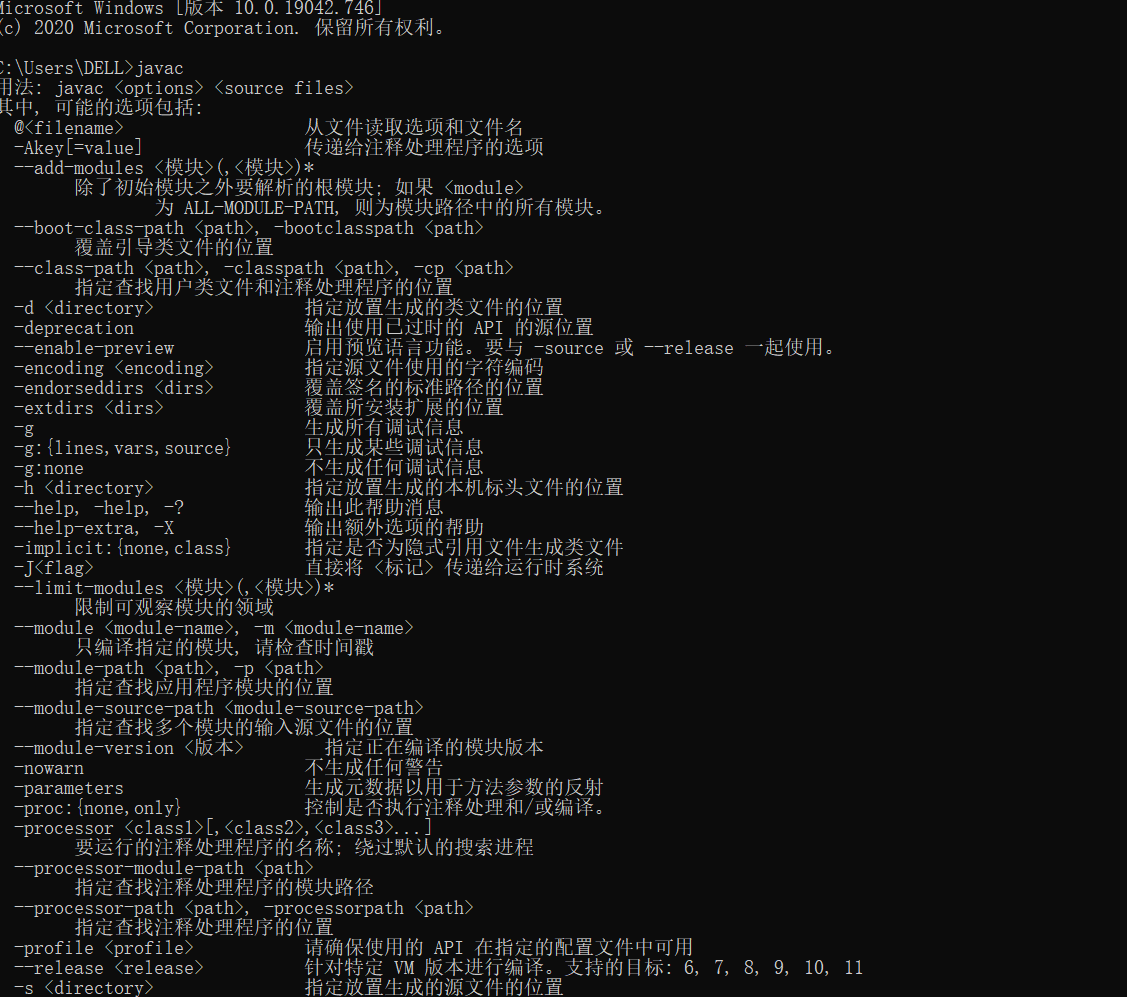 Microsoft Windows [版本 10.0.19042.746]
(c) 2020 Microsoft Corporation. 保留所有权利。
C:\Users\DELL>javac
用法: javac <options> <source files>
其中, 可能的选项包括:
@<filename> 从文件读取选项和文件名
-Akey[=value] 传递给注释处理程序的选项
--add-modules <模块>(,<模块>)*
除了初始模块之外要解析的根模块; 如果 <module>
为 ALL-MODULE-PATH, 则为模块路径中的所有模块。
--boot-class-path <path>, -bootclasspath <path>
覆盖引导类文件的位置
--class-path <path>, -classpath <path>, -cp <path>
指定查找用户类文件和注释处理程序的位置
-d <directory> 指定放置生成的类文件的位置
-deprecation 输出使用已过时的 API 的源位置
--enable-preview 启用预览语言功能。要与 -source 或 --release 一起使用。
-encoding <encoding> 指定源文件使用的字符编码
-endorseddirs <dirs> 覆盖签名的标准路径的位置
-extdirs <dirs> 覆盖所安装扩展的位置
-g 生成所有调试信息
-g:{lines,vars,source} 只生成某些调试信息
-g:none 不生成任何调试信息
-h <directory> 指定放置生成的本机标头文件的位置
--help, -help, -? 输出此帮助消息
--help-extra, -X 输出额外选项的帮助
-implicit:{none,class} 指定是否为隐式引用文件生成类文件
-J<flag> 直接将 <标记> 传递给运行时系统
--limit-modules <模块>(,<模块>)*
限制可观察模块的领域
--module <module-name>, -m <module-name>
只编译指定的模块, 请检查时间戳
--module-path <path>, -p <path>
指定查找应用程序模块的位置
--module-source-path <module-source-path>
指定查找多个模块的输入源文件的位置
--module-version <版本> 指定正在编译的模块版本
-nowarn 不生成任何警告
-parameters 生成元数据以用于方法参数的反射
-proc:{none,only} 控制是否执行注释处理和/或编译。
-processor <class1>[,<class2>,<class3>...]
要运行的注释处理程序的名称; 绕过默认的搜索进程
--processor-module-path <path>
指定查找注释处理程序的模块路径
--processor-path <path>, -processorpath <path>
指定查找注释处理程序的位置
-profile <profile> 请确保使用的 API 在指定的配置文件中可用
--release <release> 针对特定 VM 版本进行编译。支持的目标: 6, 7, 8, 9, 10, 11
-s <directory> 指定放置生成的源文件的位置